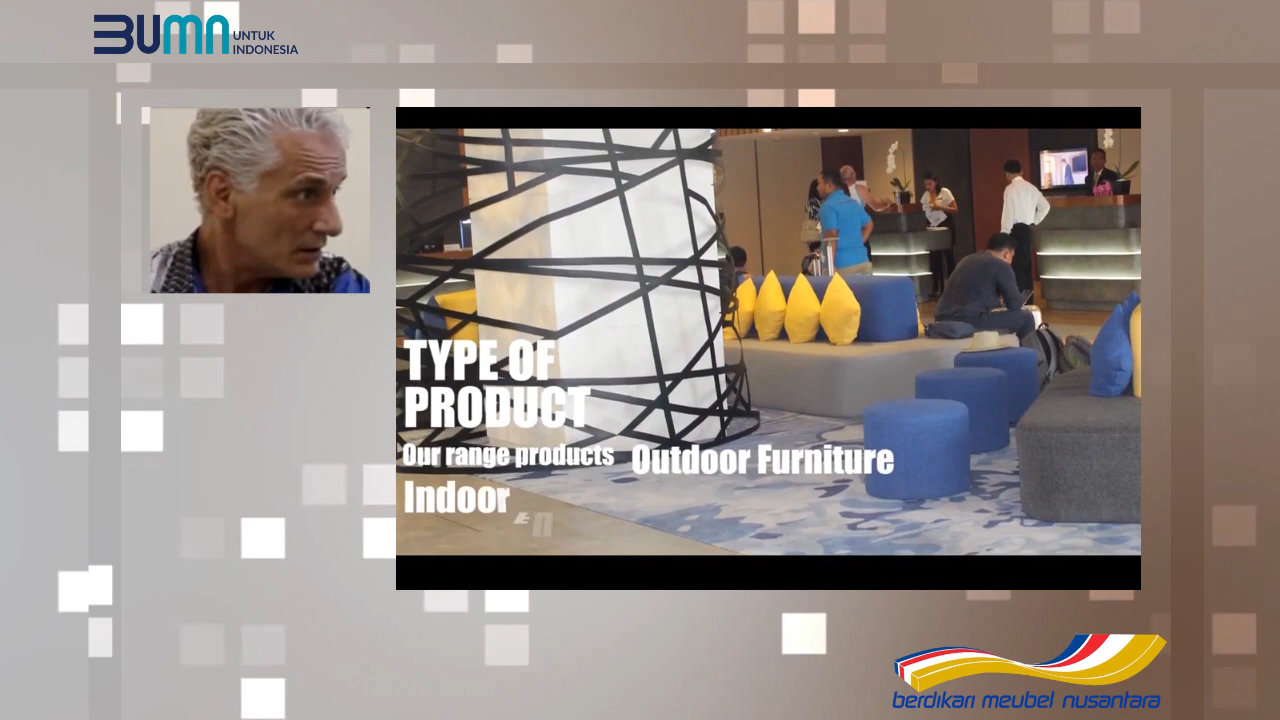 BUMN UNTUK
INDONESIA
TYPE OF
PRODUCT
Our range products
Outdoor Furniture
Indoor
berdikari meubel nusantara